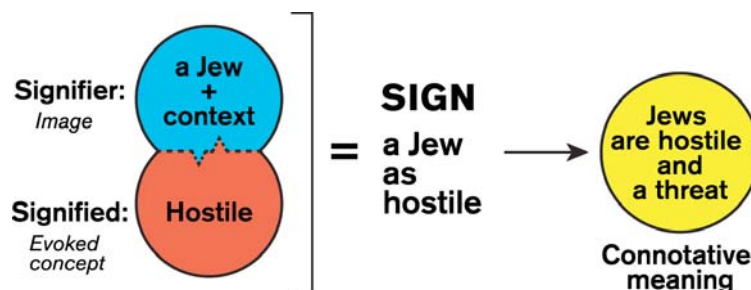 Signifier:
Image
a Jew
+
context
Signified:
Evoked
concept
Hostile
=
SIGN
a Jew
as
hostile
Jews
are hostile
and
a threat
Connotative
meaning